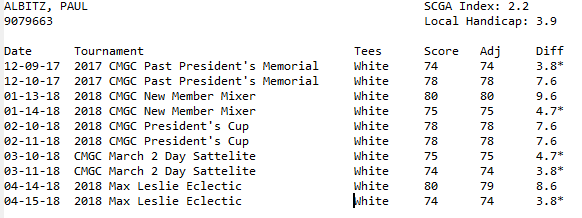 ALBITZ, PAUL SCGA Index: 2.2
9079663 Local Handicap: 3.9
Date Tournament Tees Score Adj Diff
12-09-17 2017 CMGC Past President's Memorial White 74 74 3.8*
12-10-17 2017 CMGC Past President's Memorial White 78 78 7.6
01-13-18 2018 CMGC New Member Mixer White 80 80 9.6
01-14-18 2018 CMGC New Member Mixer White 75 75 4.7*
02-10-18 2018 CMGC President's Cup White 78 78 7.6
02-11-18 2018 CMGC President's Cup White 78 78 7.6
03-10-18 CMGC March 2 Day Sattelite White 75 75 4.7*
03-11-18 CMGC March 2 Day Sattelite White 74 74 3.8*
04-14-18 2018 Max Leslie Eclectic White 80 79 8.6
04-15-18 2018 Max Leslie Eclectic White 74 74 3.8*